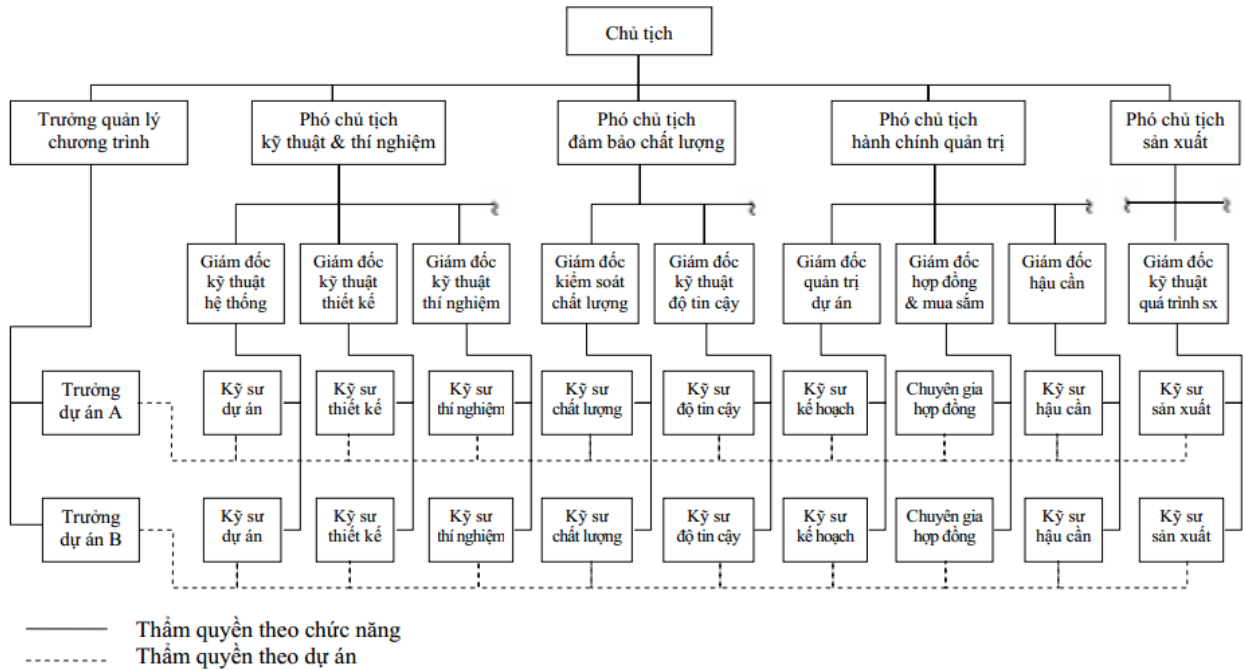 Chủ tịch
Trưởng quản lý
chương trình
Phó chủ tịch
kỹ thuật & thí nghiệm
Phó chủ tịch
đảm bảo chất lượng
Phó chủ tịch
hành chính quản trị
Phó chủ tịch
sản xuất
Giám đốc
kỹ thuật
hệ thống
Giám đốc
kỹ thuật
thiết kế
Giám đốc
kỹ thuật
thí nghiệm
Giám đốc
kiểm soát
chất lượng
Giám đốc
kỹ thuật
độ tin cậy
Giám đốc
quản trị
dự án
Giám đốc
hợp đồng
& mua sắm
Giám đốc
hậu cần
Giám đốc
kỹ thuật
quá trình sx
Trưởng
dự án A
Kỹ sư
dự án
Kỹ sư
thiết kế
Kỹ sư
thí nghiệm
Kỹ sư
chất lượng
Kỹ sư
độ tin cậy
Kỹ sư
kế hoạch
Chuyên gia
hợp đồng
Kỹ sư
hậu cần
Kỹ sư
sản xuất
Trưởng
dự án B
Kỹ sư
dự án
Kỹ sư
thiết kế
Kỹ sư
thí nghiệm
Kỹ sư
chất lượng
Kỹ sư
độ tin cậy
Kỹ sư
kế hoạch
Chuyên gia
hợp đồng
Kỹ sư
hậu cần
Kỹ sư
sản xuất
Thẩm quyền theo chức năng
Thẩm quyền theo dự án